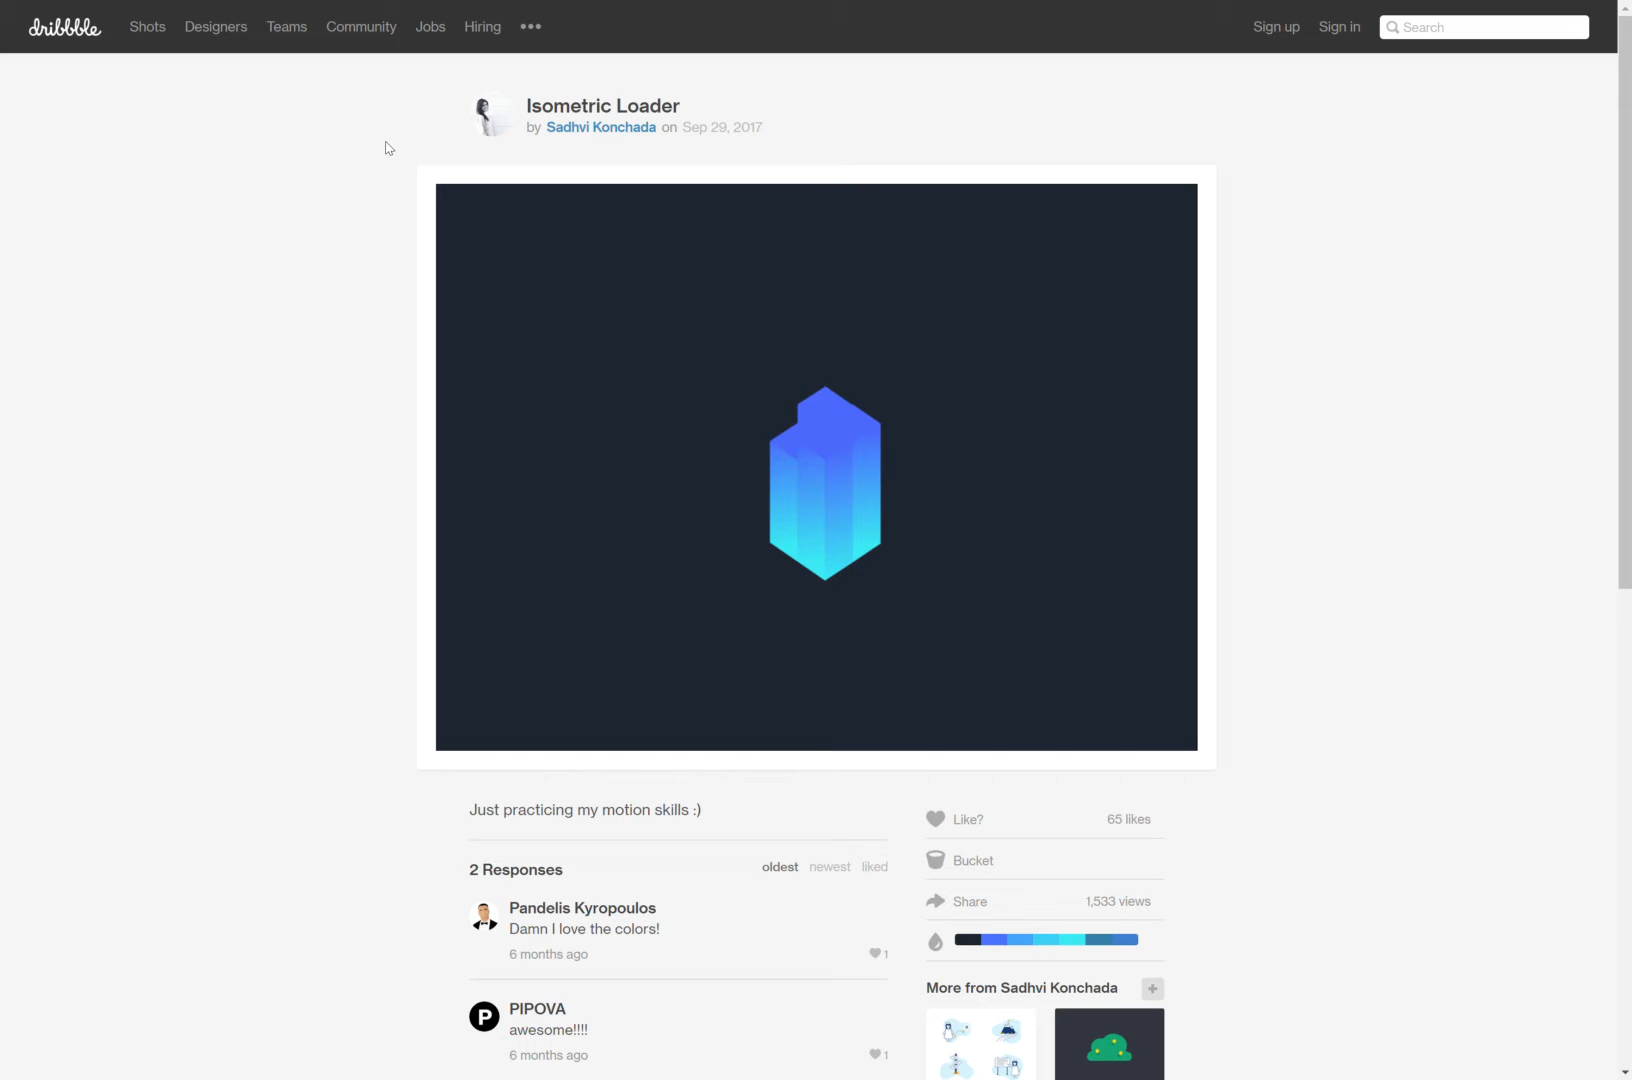 dribbble Shots Designers Teams Community Jobs Hiring ••• Sign up Sign in Search
Isometric Loader
by Sadhvi Konchada on Sep 29, 2017
Just practicing my motion skills :)
2 Responses oldest newest liked
Pandelis Kyropoulos
Damn I love the colors!
6 months ago 1
P PIPOVA
awesome!!!!
6 months ago 1
Like? 65 likes
Bucket
Share 1,533 views
More from Sadhvi Konchada +